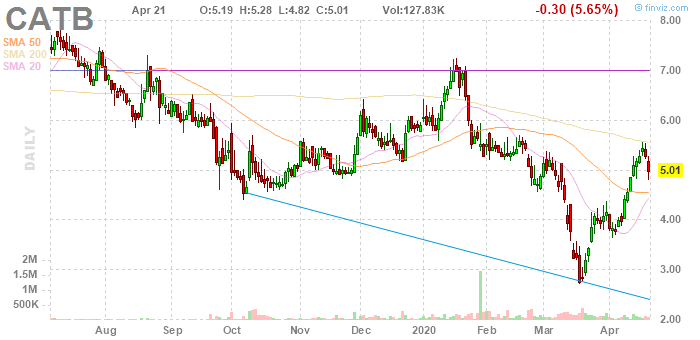 CATB
Apr 21 O:5.19 H:5.28 L:4.82 C:5.01 Vol:127.83K -0.30 (5.65%)
© finviz.com
SMA 50
SMA 200
SMA 20
DAILY
8.00
7.00
6.00
5.01
4.00
3.00
2.00
2M
1.5M
1M
500K
Aug Sep Oct Nov Dec 2020 Feb Mar Apr